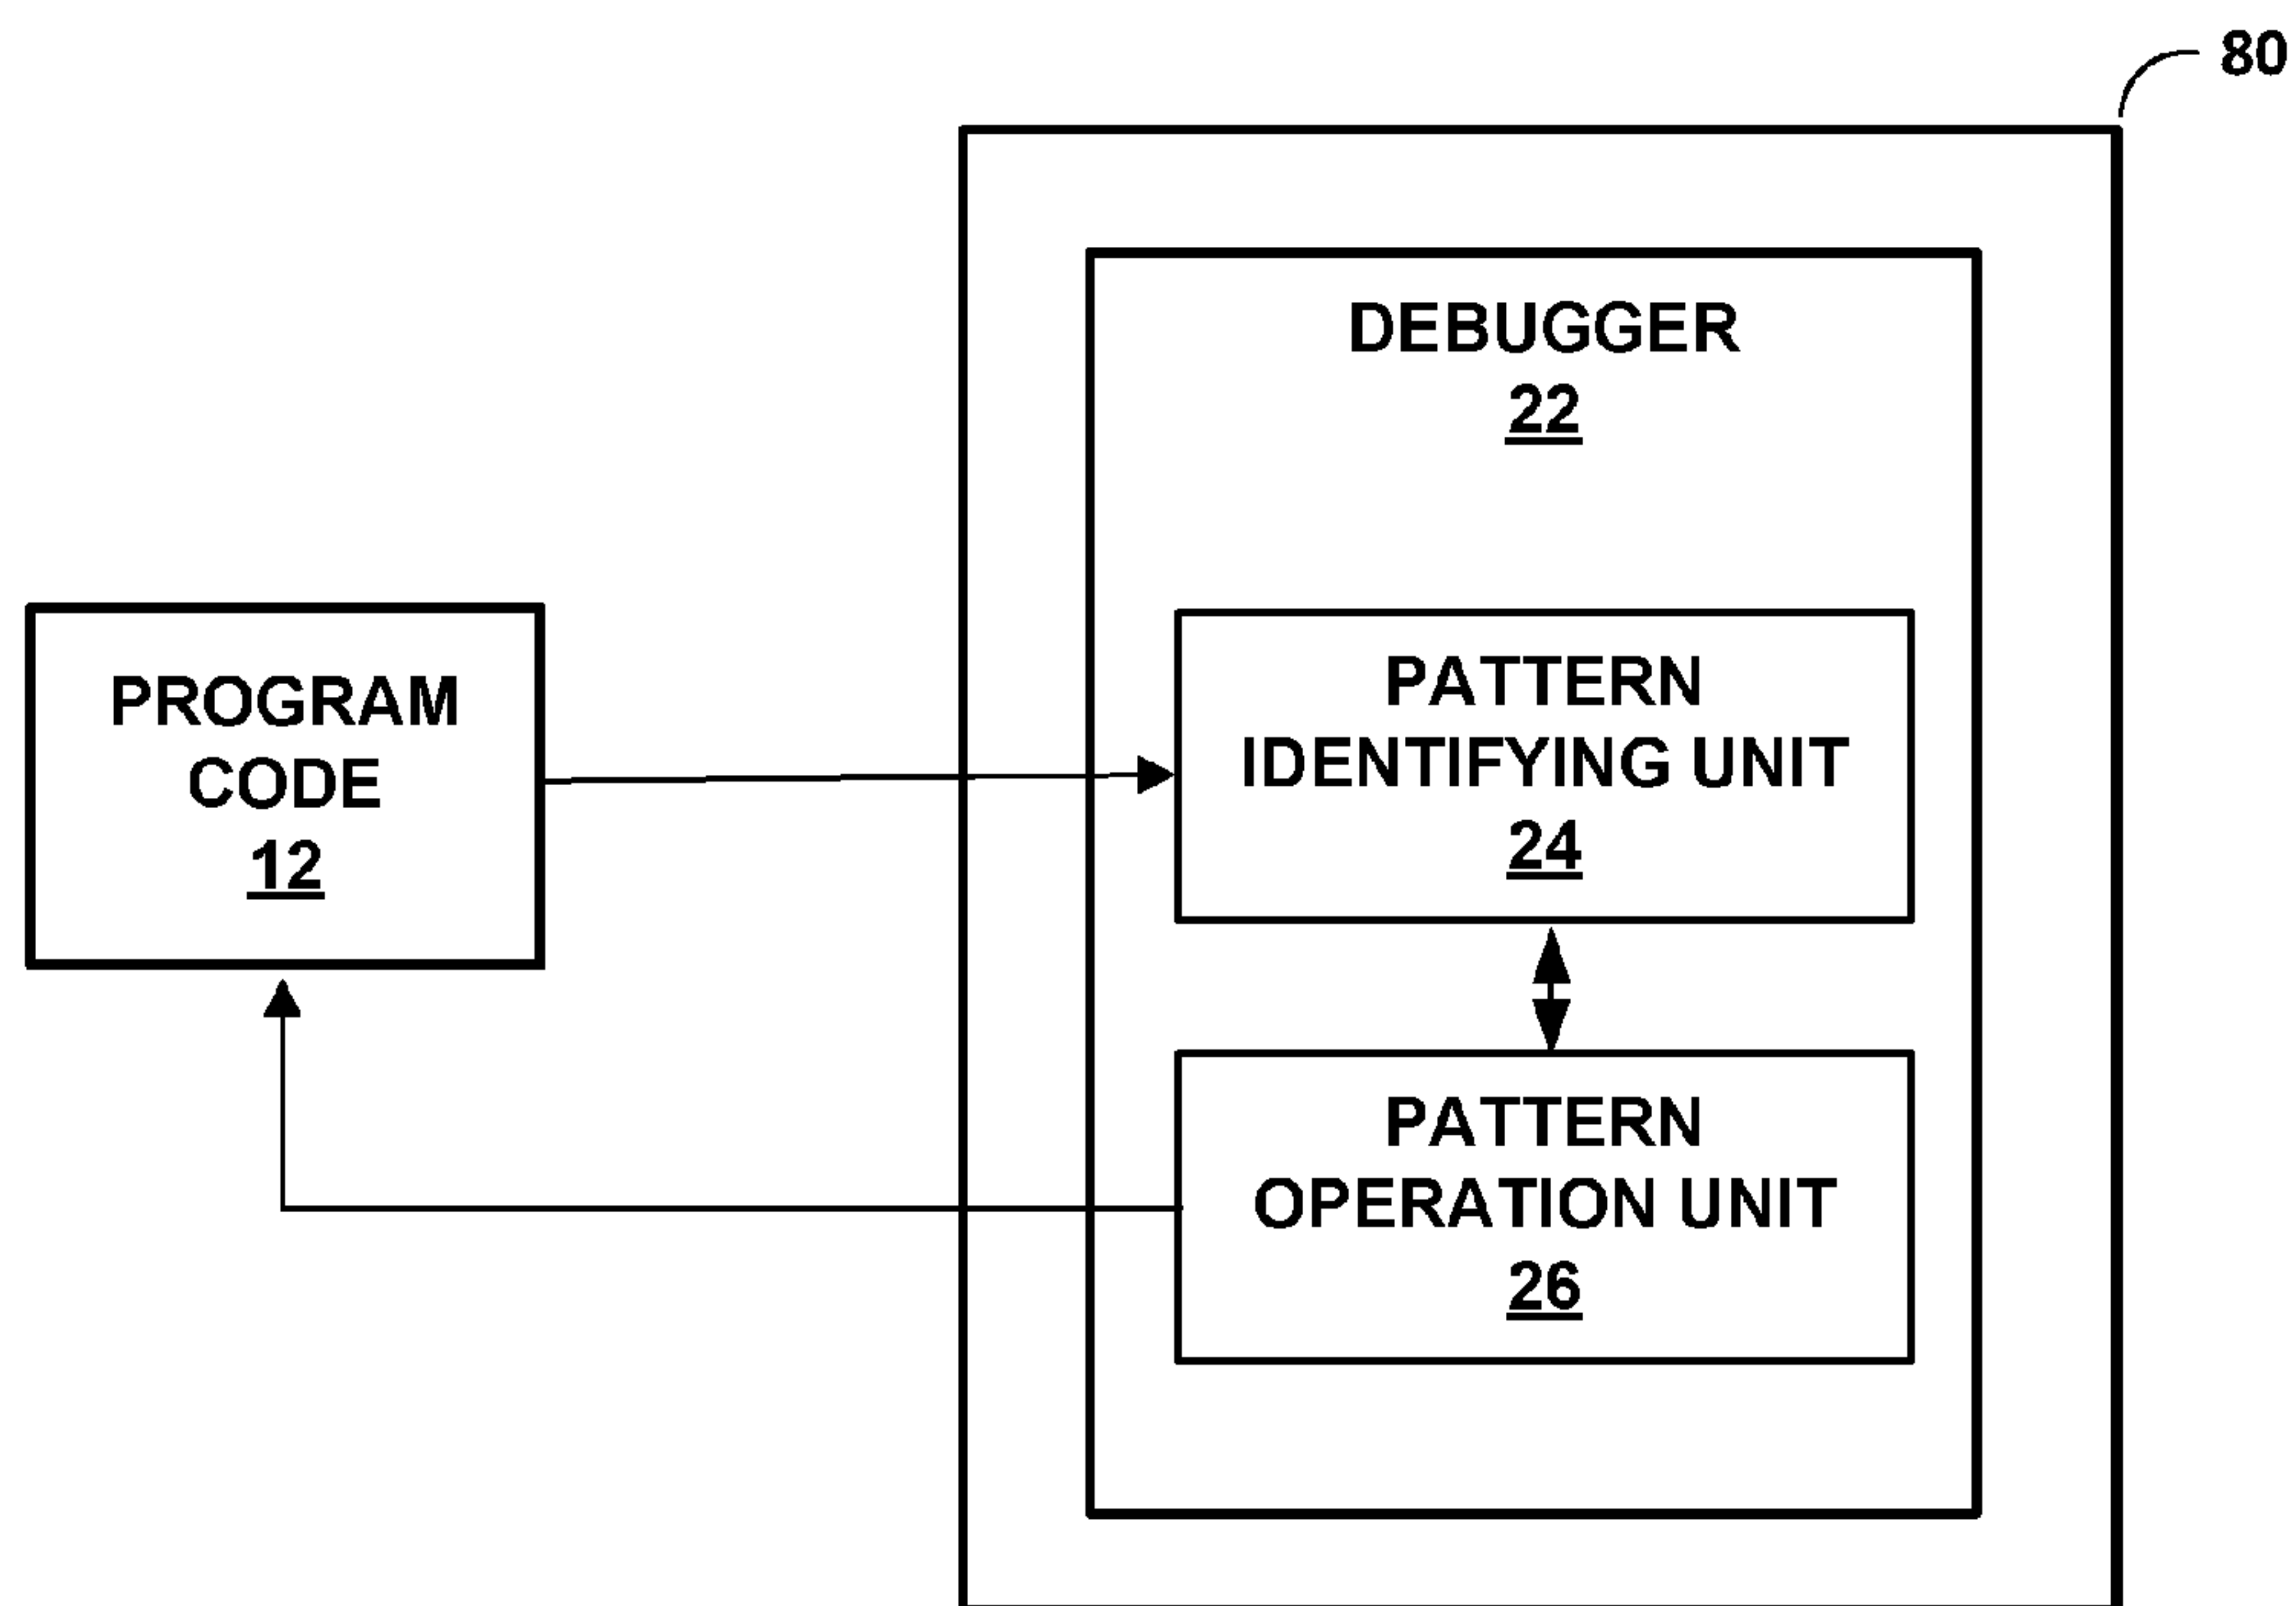 80
DEBUGGER
22
PROGRAM
CODE
12
PATTERN
IDENTIFYING UNIT
24
PATTERN
OPERATION UNIT
26